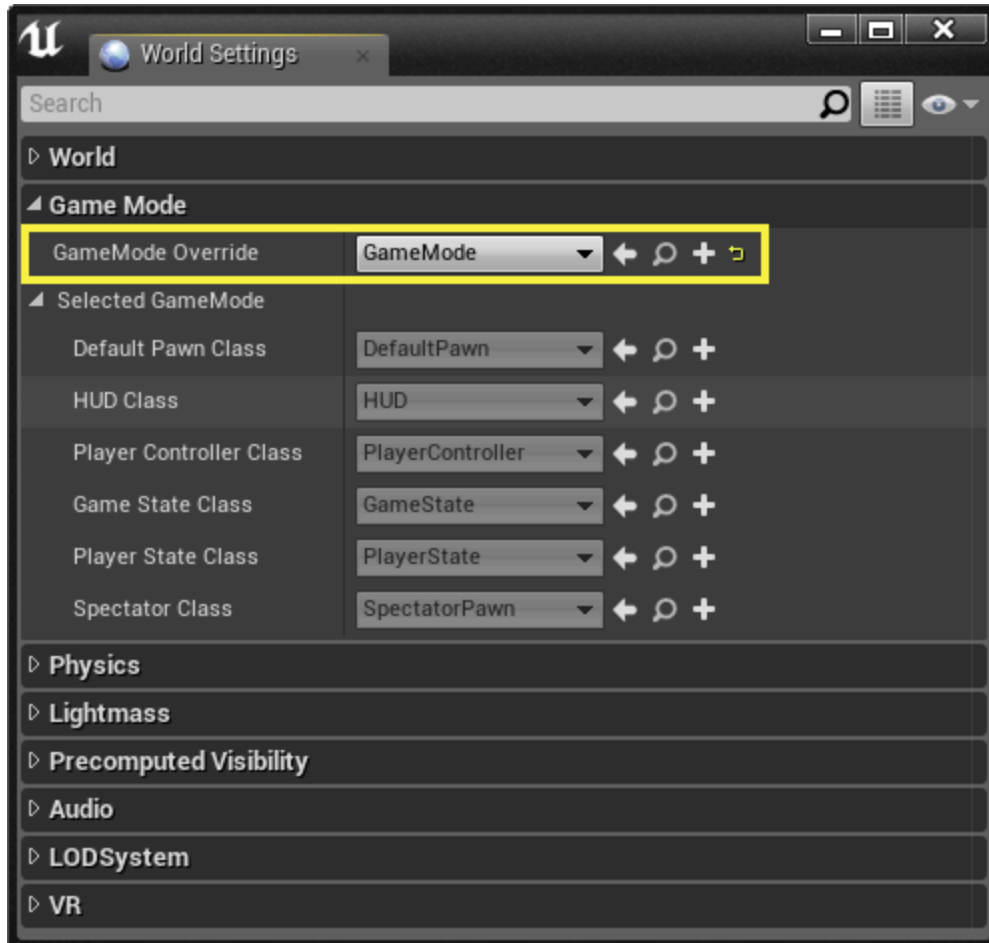 World Settings
Search
World
Game Mode
GameMode Override GameMode
Selected GameMode
Default Pawn Class DefaultPawn
HUD Class HUD
Player Controller Class PlayerController
Game State Class GameState
Player State Class PlayerState
Spectator Class SpectatorPawn
Physics
Lightmass
Precomputed Visibility
Audio
LODSystem
VR